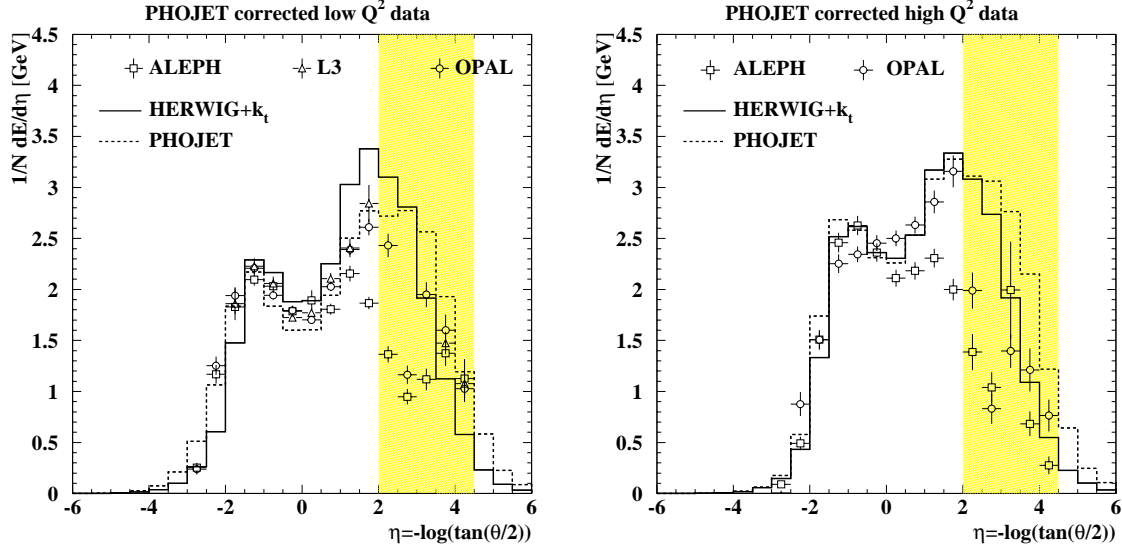 PHOJET corrected low Q² data
1/N dE/dη [GeV]
4.5
4
3.5
3
2.5
2
1.5
1
0.5
0
ALEPH L3 OPAL
HERWIG+kₜ
PHOJET
-6 -4 -2 0 2 4 6
η=-log(tan(θ/2))
PHOJET corrected high Q² data
1/N dE/dη [GeV]
4.5
4
3.5
3
2.5
2
1.5
1
0.5
0
ALEPH OPAL
HERWIG+kₜ
PHOJET
-6 -4 -2 0 2 4 6
η=-log(tan(θ/2))